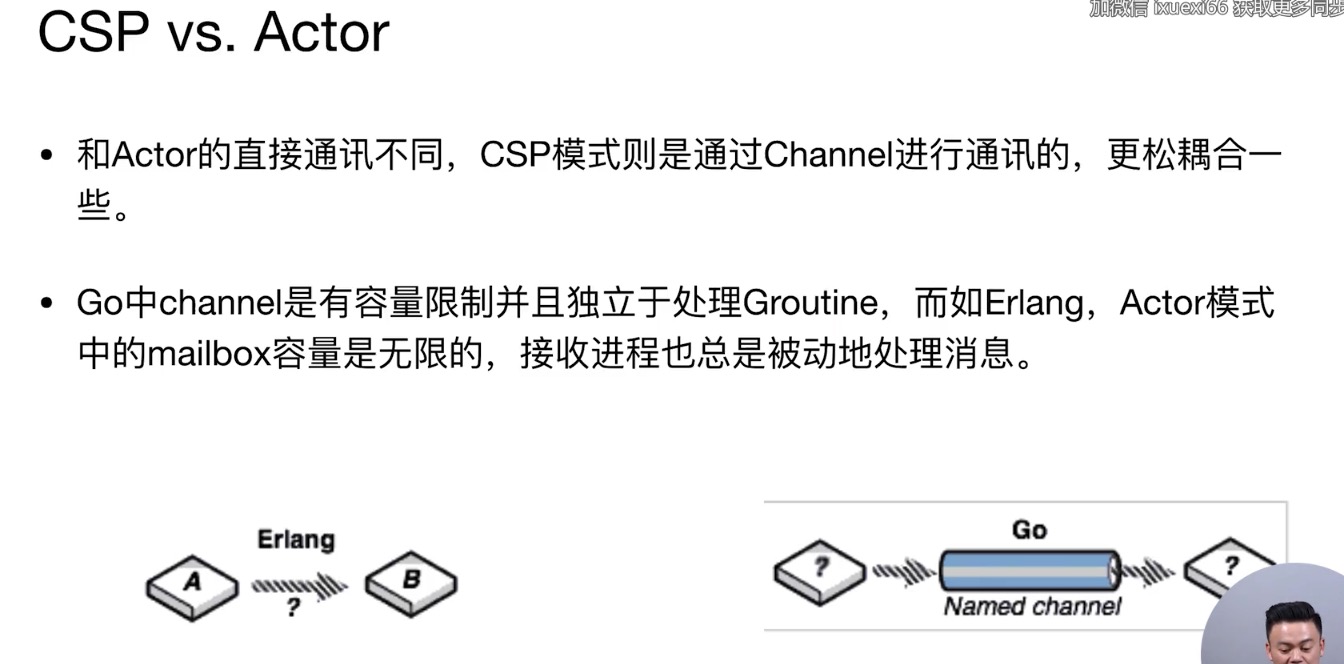 加微信 ixuexi66 获取更多同步
CSP vs. Actor
• 和Actor的直接通讯不同，CSP模式则是通过Channel进行通讯的，更松耦合一
些。
• Go中channel是有容量限制并且独立于处理Groutine，而如Erlang，Actor模式
中的mailbox容量是无限的，接收进程也总是被动地处理消息。
Erlang
A
?
B
Go
?
Named channel
?